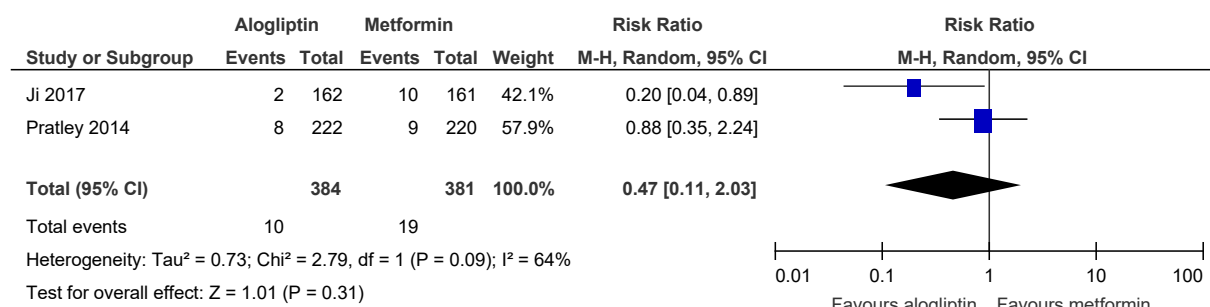 Alogliptin Metformin Risk Ratio Risk Ratio
Study or Subgroup Events Total Events Total Weight M-H, Random, 95% CI M-H, Random, 95% CI
Ji 2017 2 162 10 161 42.1% 0.20 [0.04, 0.89]
Pratley 2014 8 222 9 220 57.9% 0.88 [0.35, 2.24]
Total (95% CI) 384 381 100.0% 0.47 [0.11, 2.03]
Total events 10 19
Heterogeneity: Tau² = 0.73; Chi² = 2.79, df = 1 (P = 0.09); I² = 64%
Test for overall effect: Z = 1.01 (P = 0.31)
0.01 0.1 1 10 100
Favours alogliptin Favours metformin